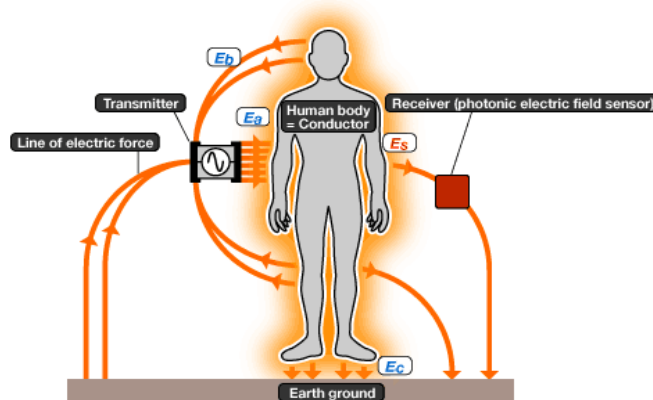 Eb
Transmitter
Ea
Human body
= Conductor
Receiver (photonic electric field sensor)
Line of electric force
Es
Ec
Earth ground